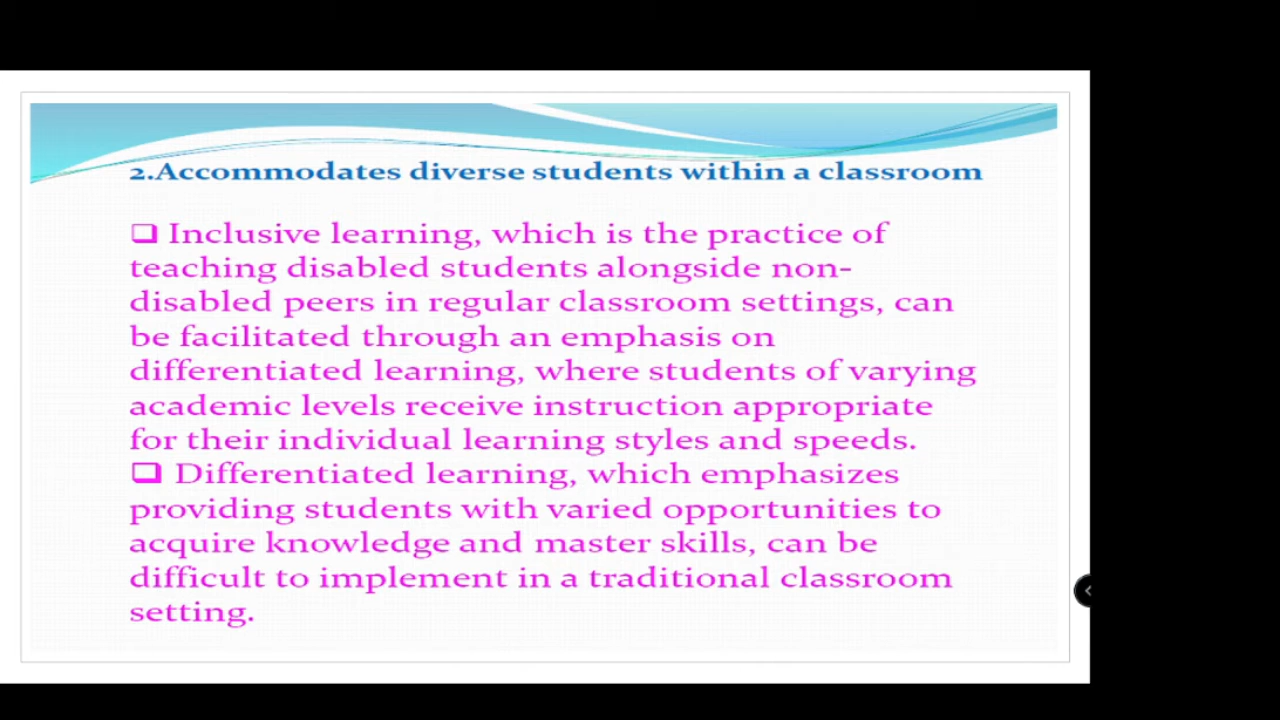 2.Accommodates diverse students within a classroom
❑ Inclusive learning, which is the practice of
teaching disabled students alongside non-
disabled peers in regular classroom settings, can
be facilitated through an emphasis on
differentiated learning, where students of varying
academic levels receive instruction appropriate
for their individual learning styles and speeds.
❑ Differentiated learning, which emphasizes
providing students with varied opportunities to
acquire knowledge and master skills, can be
difficult to implement in a traditional classroom
setting.